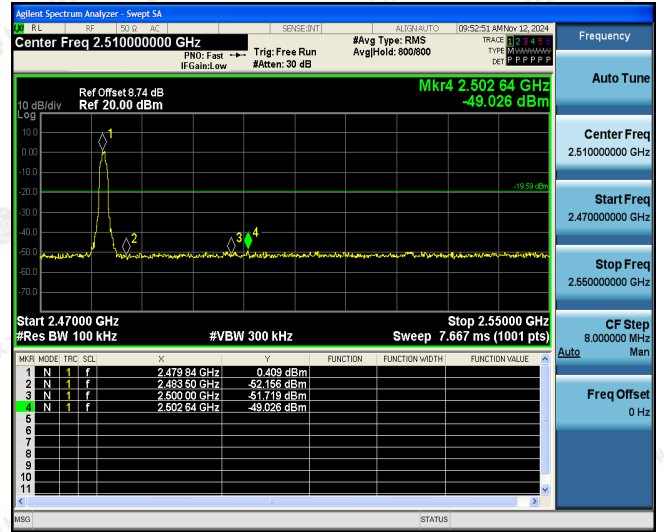 Agilent Spectrum Analyzer - Swept SA
RL RF 50 Ω AC SENSE:INT ALIGN AUTO 09:52:51 AM Nov 12, 2024
Center Freq 2.510000000 GHz
PNO: Fast
IFGain:Low
Trig: Free Run
#Atten: 30 dB
#Avg Type: RMS
Avg|Hold: 800/800
TRACE 1 2 3 4 5 6
TYPE
DET P P P P P P
Mkr4 2.502 64 GHz
-49.026 dBm
Ref Offset 8.74 dB
10 dB/div Ref 20.00 dBm
Log
10.0
0.00
-10.0
-20.0
-30.0
-40.0
-50.0
-60.0
-70.0
1
2
3
4
-19.59 dBm
Start 2.47000 GHz Stop 2.55000 GHz
#Res BW 100 kHz #VBW 300 kHz Sweep 7.667 ms (1001 pts)
MKR MODE TRC SCL X Y FUNCTION FUNCTION WIDTH FUNCTION VALUE
1 N 1 f 2.479 84 GHz 0.409 dBm
2 N 1 f 2.483 50 GHz -52.156 dBm
3 N 1 f 2.500 00 GHz -51.719 dBm
4 N 1 f 2.502 64 GHz -49.026 dBm
5
6
7
8
9
10
11
MSG STATUS
Frequency
Auto Tune
Center Freq
2.510000000 GHz
Start Freq
2.470000000 GHz
Stop Freq
2.550000000 GHz
CF Step
8.000000 MHz
Auto Man
Freq Offset
0 Hz